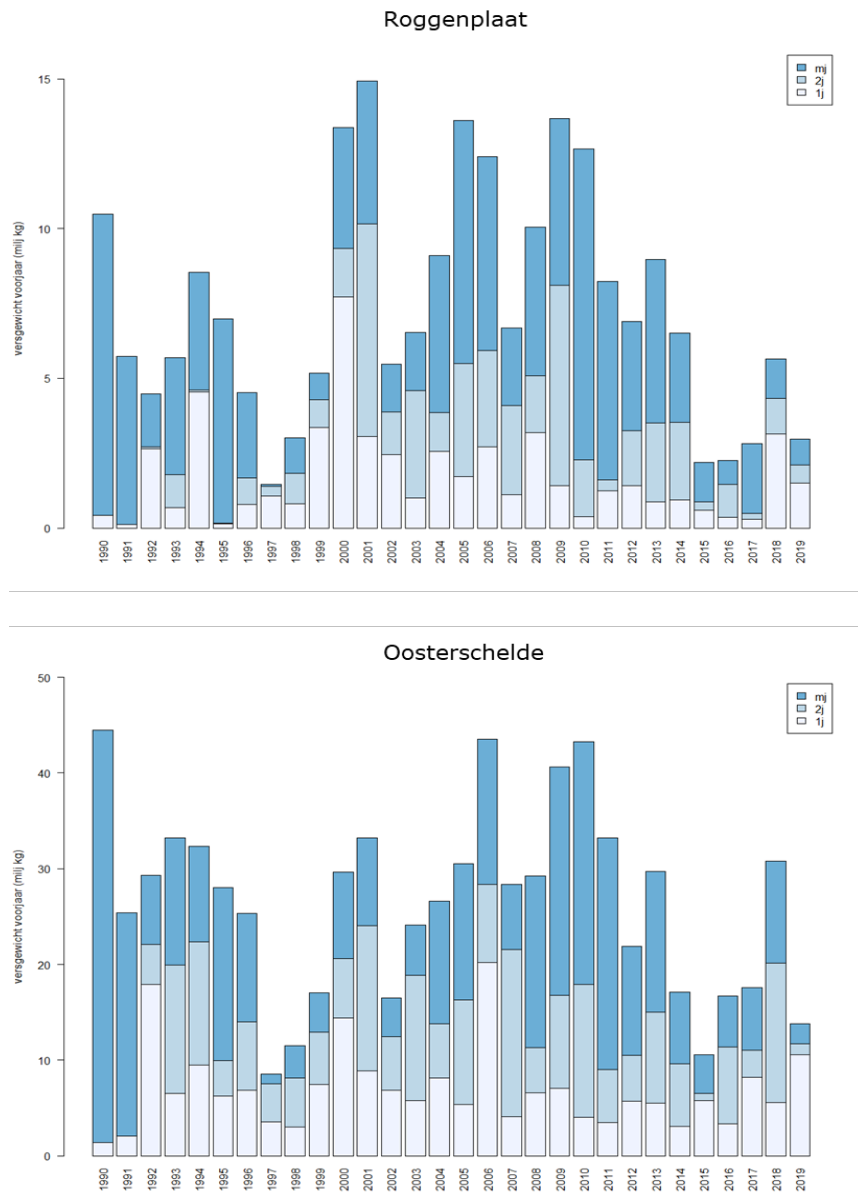 Roggenplaat
versgewicht voorjaar (milj kg)
15
10
5
0
mj
2j
1j
1990 1991 1992 1993 1994 1995 1996 1997 1998 1999 2000 2001 2002 2003 2004 2005 2006 2007 2008 2009 2010 2011 2012 2013 2014 2015 2016 2017 2018 2019
Oosterschelde
versgewicht voorjaar (milj kg)
50
40
30
20
10
0
mj
2j
1j
1990 1991 1992 1993 1994 1995 1996 1997 1998 1999 2000 2001 2002 2003 2004 2005 2006 2007 2008 2009 2010 2011 2012 2013 2014 2015 2016 2017 2018 2019